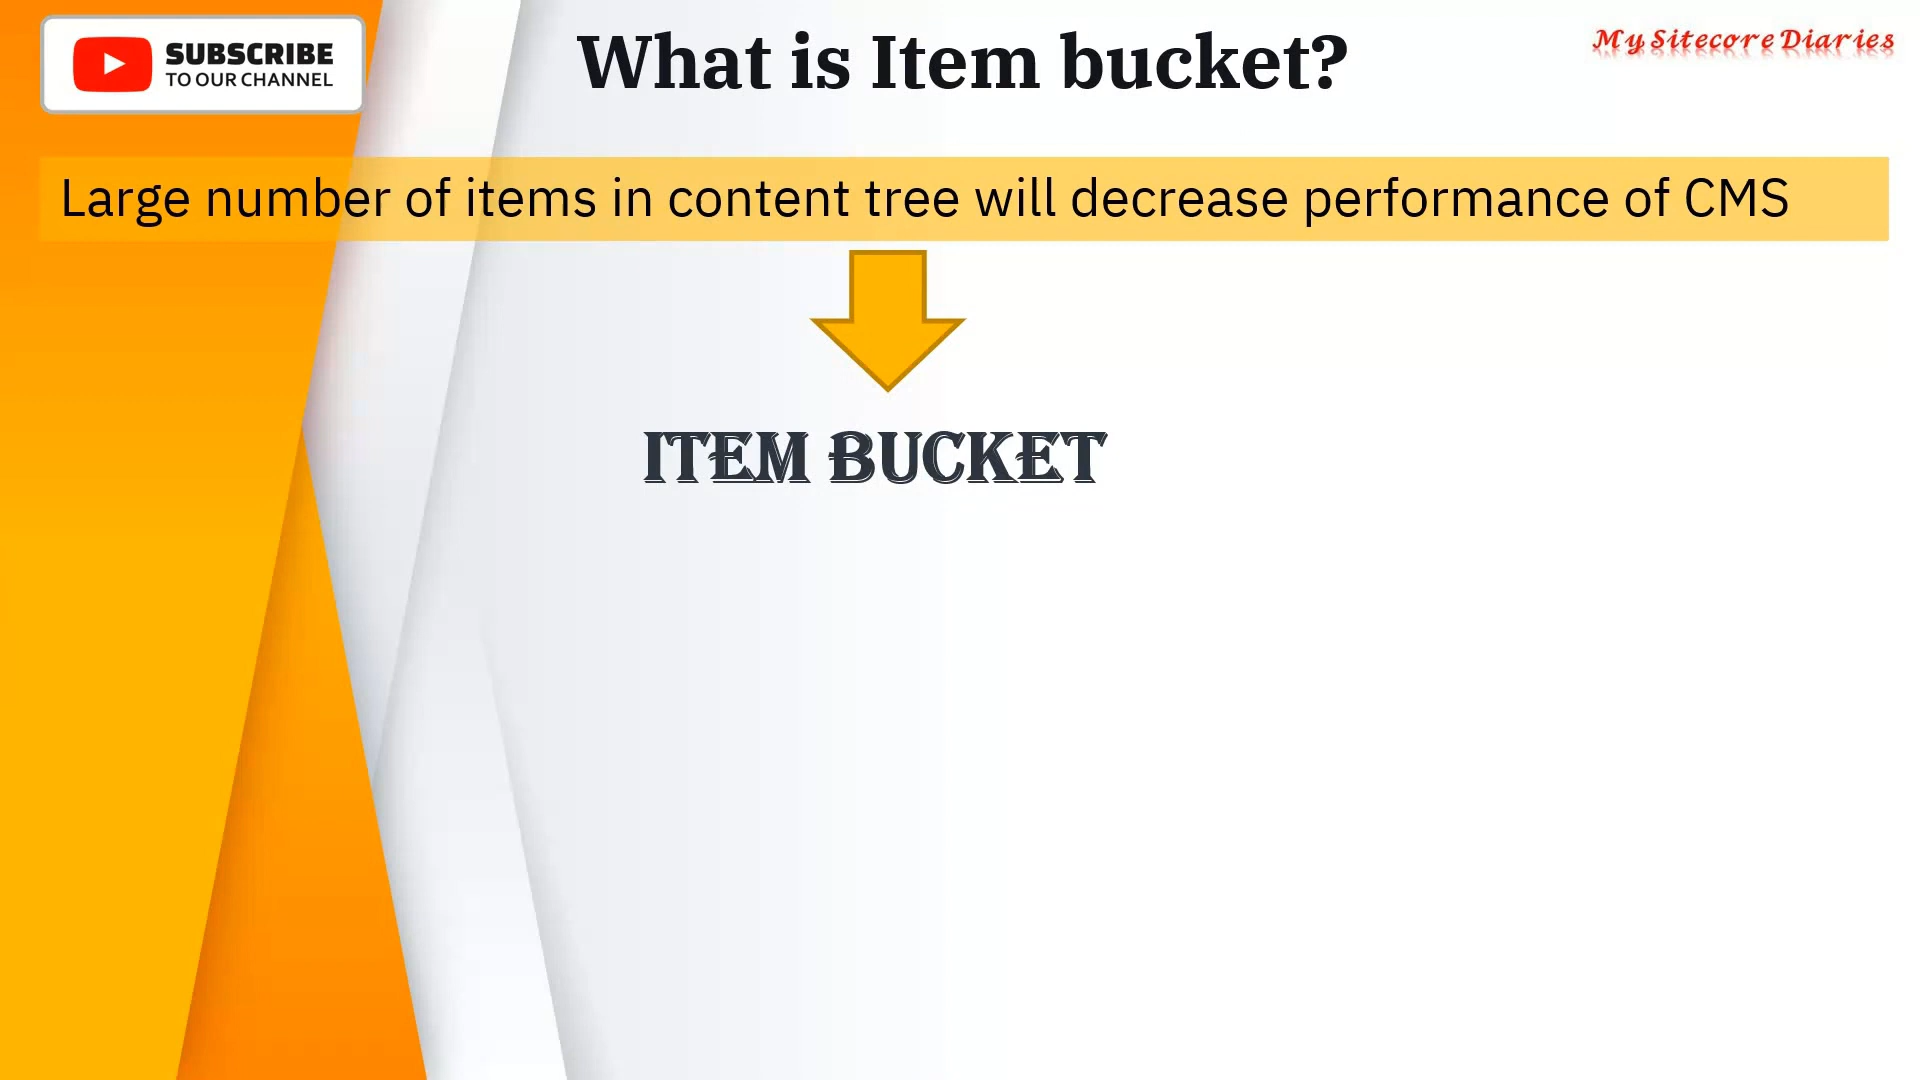 SUBSCRIBE
TO OUR CHANNEL
What is Item bucket?
My Sitecore Diaries
Large number of items in content tree will decrease performance of CMS
ITEM BUCKET